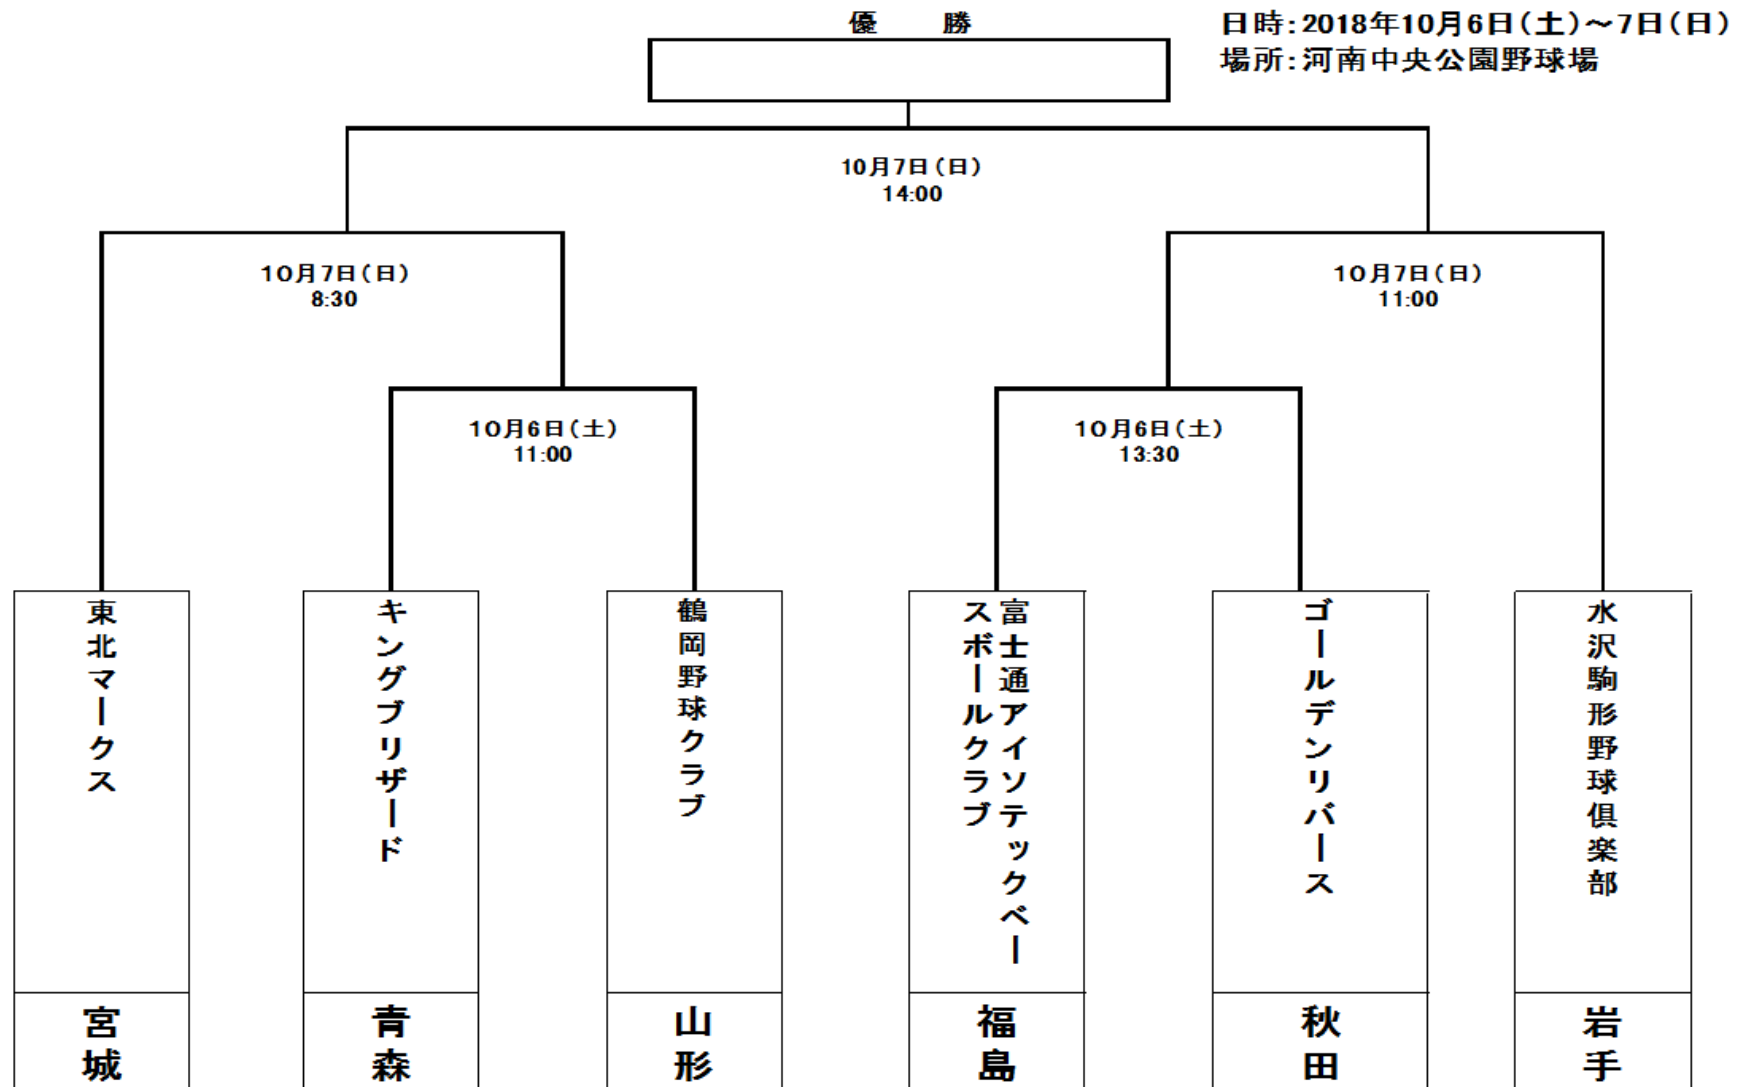 優　勝
日時:2018年10月6日(土)～7日(日)
場所:河南中央公園野球場
10月7日(日)
14:00
10月7日(日)
8:30
10月7日(日)
11:00
10月6日(土)
11:00
10月6日(土)
13:30
東北マークス
キングブリザード
鶴岡野球クラブ
富士通アイソテックベー
スボールクラブ
ゴールデンリバース
水沢駒形野球倶楽部
宮城
青森
山形
福島
秋田
岩手